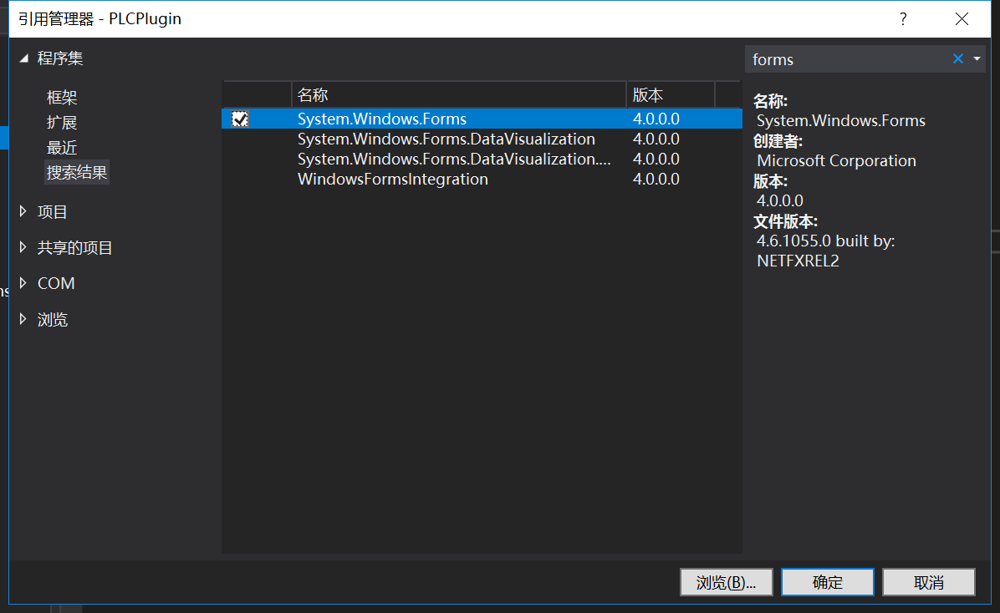 引用管理器 - PLCPlugin
?
程序集
框架
扩展
最近
搜索结果
项目
共享的项目
COM
浏览
名称 版本
System.Windows.Forms 4.0.0.0
System.Windows.Forms.DataVisualization 4.0.0.0
System.Windows.Forms.DataVisualization.... 4.0.0.0
WindowsFormsIntegration 4.0.0.0
forms
名称:
System.Windows.Forms
创建者:
Microsoft Corporation
版本:
4.0.0.0
文件版本:
4.6.1055.0 built by:
NETFXREL2
浏览(B)...
确定
取消